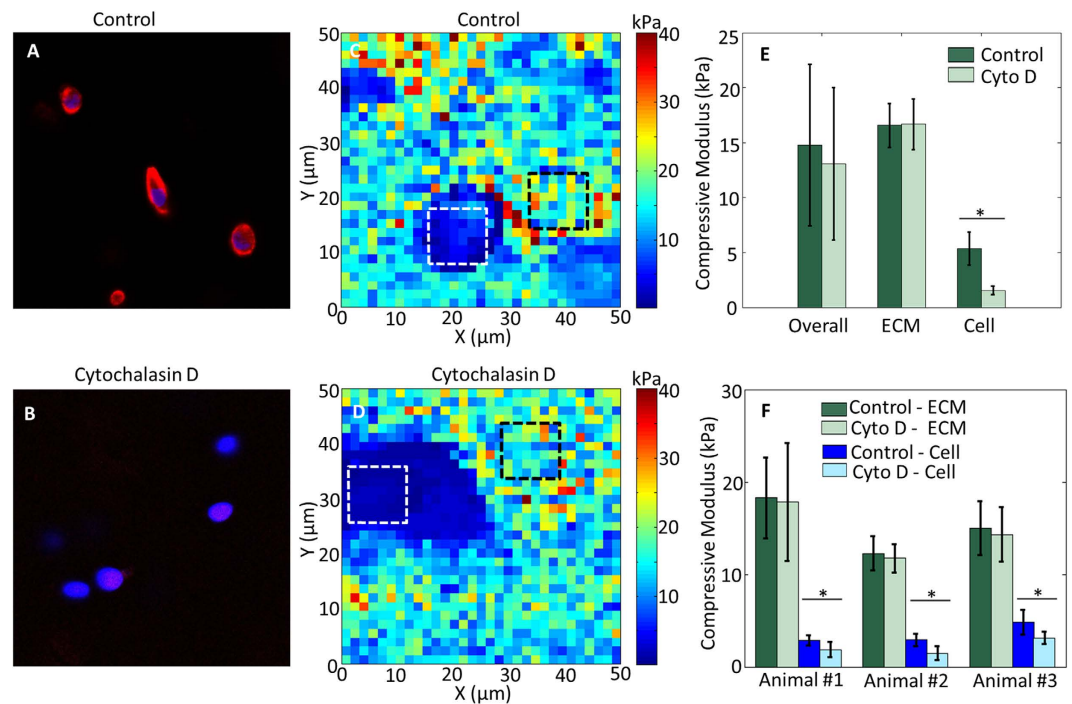 Control
A
Control
C
kPa
50
40
30
20
10
0
Y (µm)
0
10
20
30
40
50
X (µm)
40
30
20
10
E
Control
Cyto D
Compressive Modulus (kPa)
25
20
15
10
5
0
*
Overall
ECM
Cell
Cytochalasin D
B
Cytochalasin D
D
kPa
50
40
30
20
10
0
Y (µm)
0
10
20
30
40
50
X (µm)
40
30
20
10
0
F
Control - ECM
Cyto D - ECM
Control - Cell
Cyto D - Cell
Compressive Modulus (kPa)
30
20
10
0
*
*
*
Animal #1
Animal #2
Animal #3